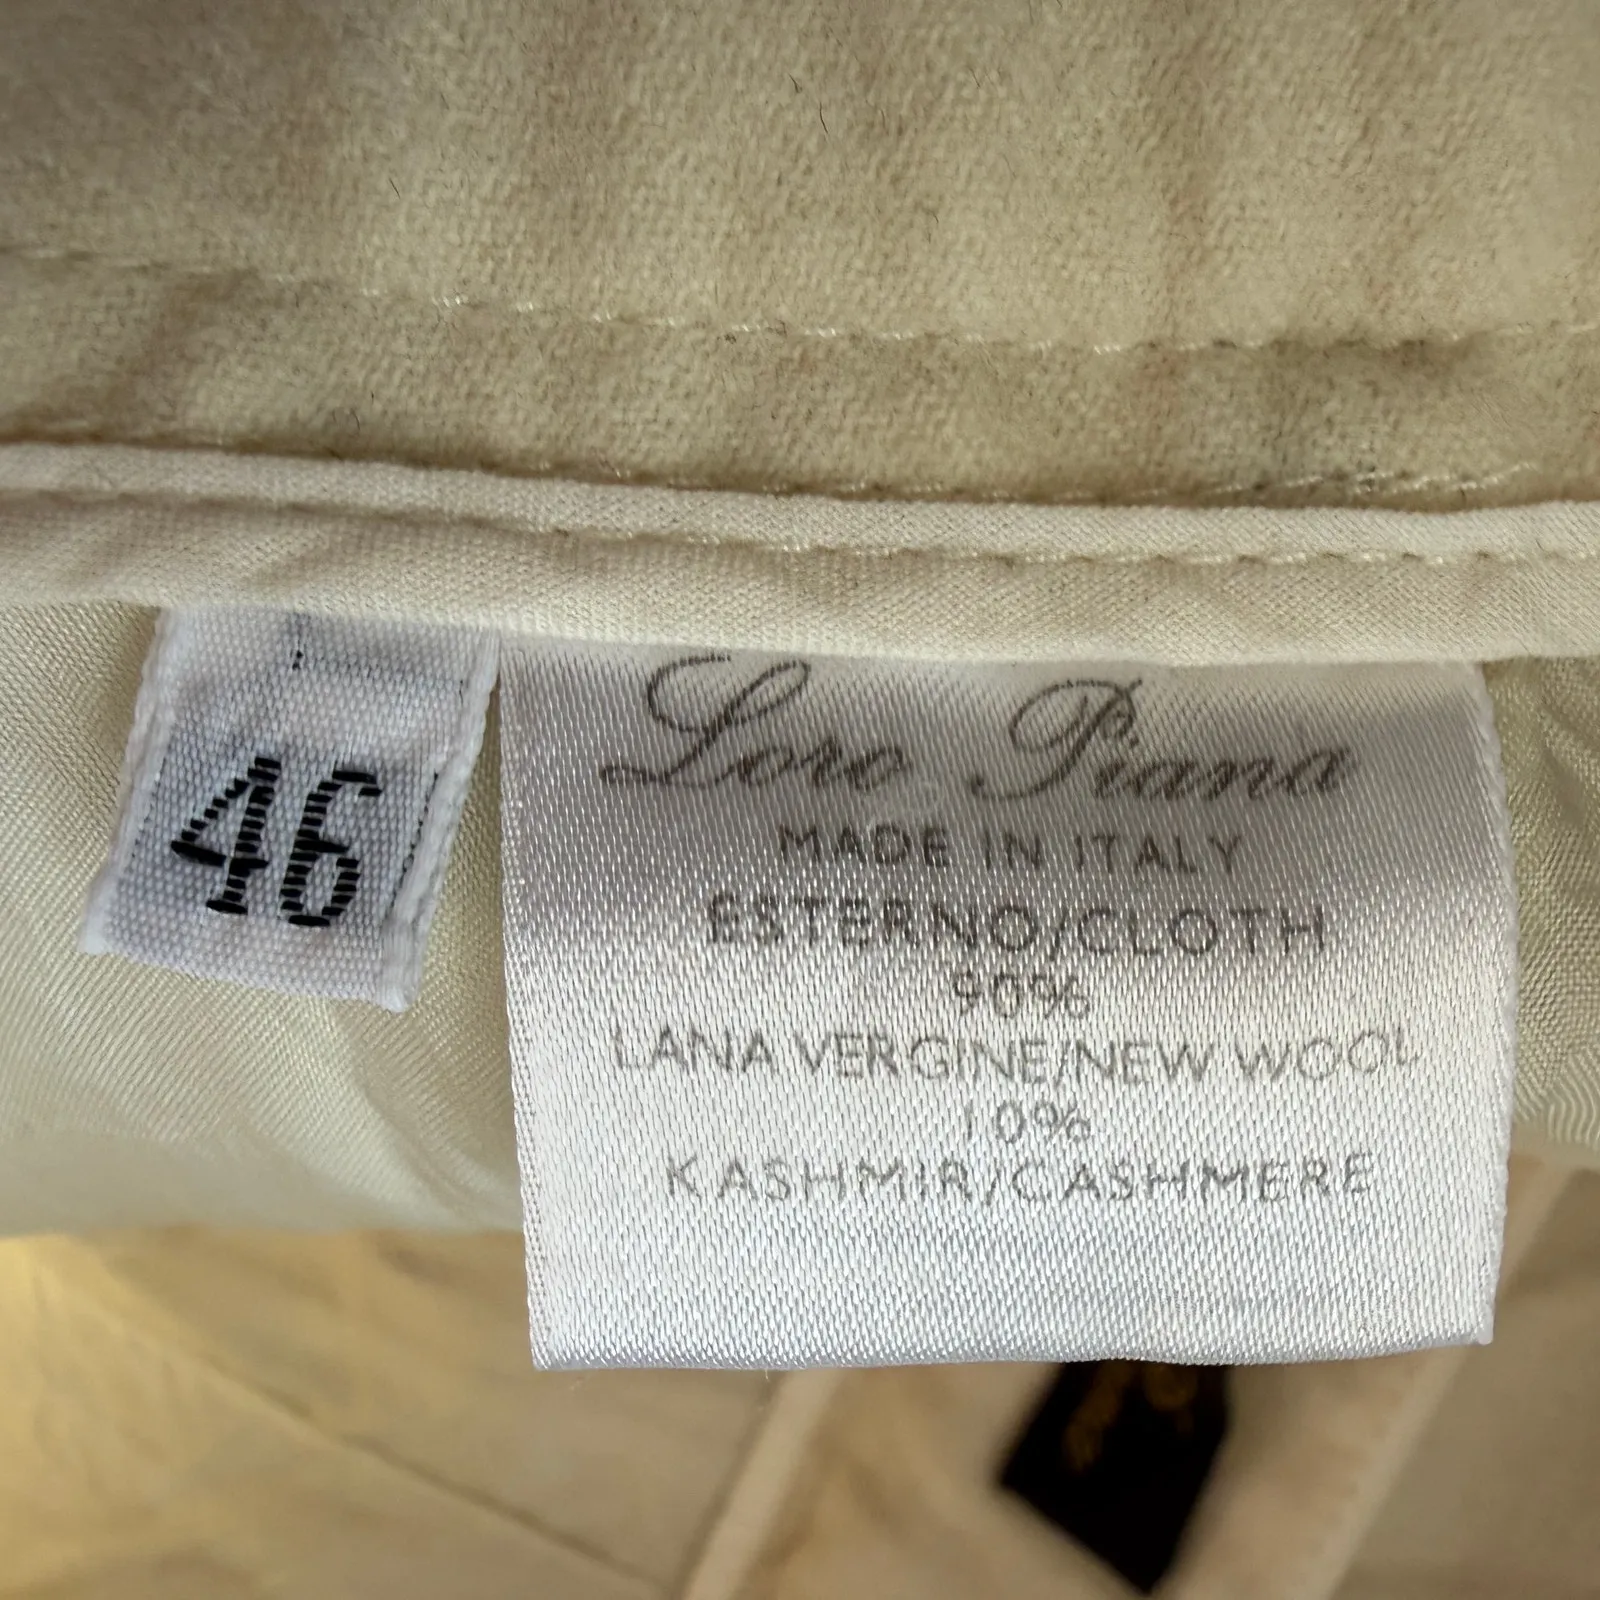 46
Loro Piana
MADE IN ITALY
ESTERNO/CLOTH
90%
LANA VERGINE/NEW WOOL
10%
KASHMIR/CASHMERE